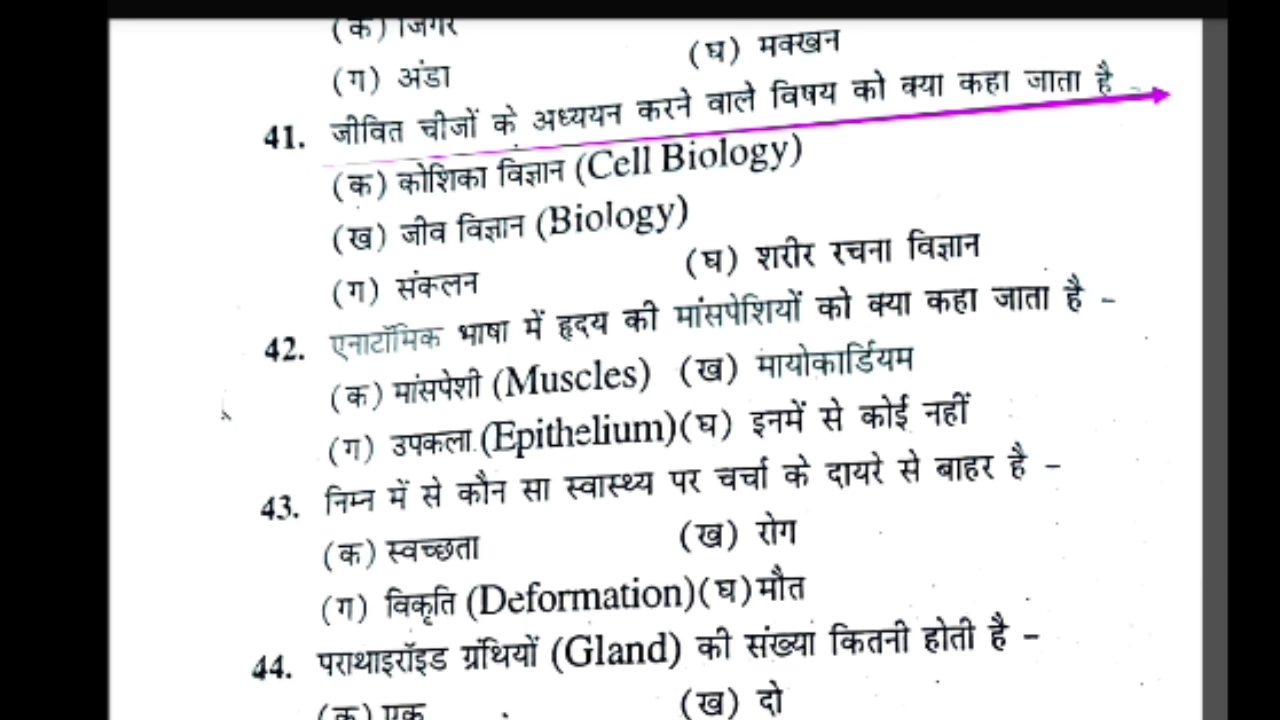 (क) जिगर
(घ) मक्खन
(ग) अंडा
41. जीवित चीजों के अध्ययन करने वाले विषय को क्या कहा जाता है -
(क) कोशिका विज्ञान (Cell Biology)
(ख) जीव विज्ञान (Biology)
(ग) संकलन (घ) शरीर रचना विज्ञान
42. एनाटॉमिक भाषा में हृदय की मांसपेशियों को क्या कहा जाता है -
(क) मांसपेशी (Muscles) (ख) मायोकार्डियम
(ग) उपकला (Epithelium) (घ) इनमें से कोई नहीं
43. निम्न में से कौन सा स्वास्थ्य पर चर्चा के दायरे से बाहर है -
(क) स्वच्छता (ख) रोग
(ग) विकृति (Deformation) (घ) मौत
44. पराथाइरॉइड ग्रंथियों (Gland) की संख्या कितनी होती है -
(क) एक (ख) दो